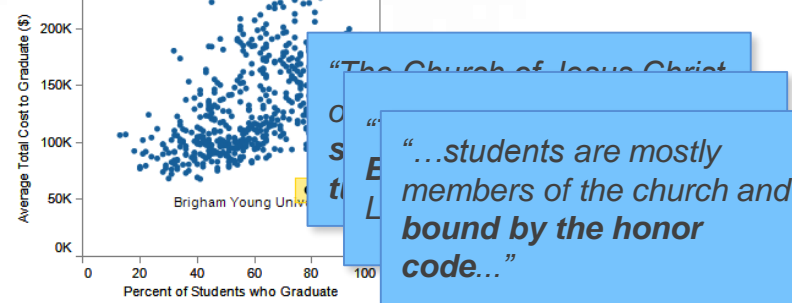 Average Total Cost to Graduate ($)
200K
150K
100K
50K
0K
0 20 40 60 80 100
Percent of Students who Graduate
Brigham Young
“The Church of Jesus Christ
“…students are mostly
members of the church and
bound by the honor
code...”